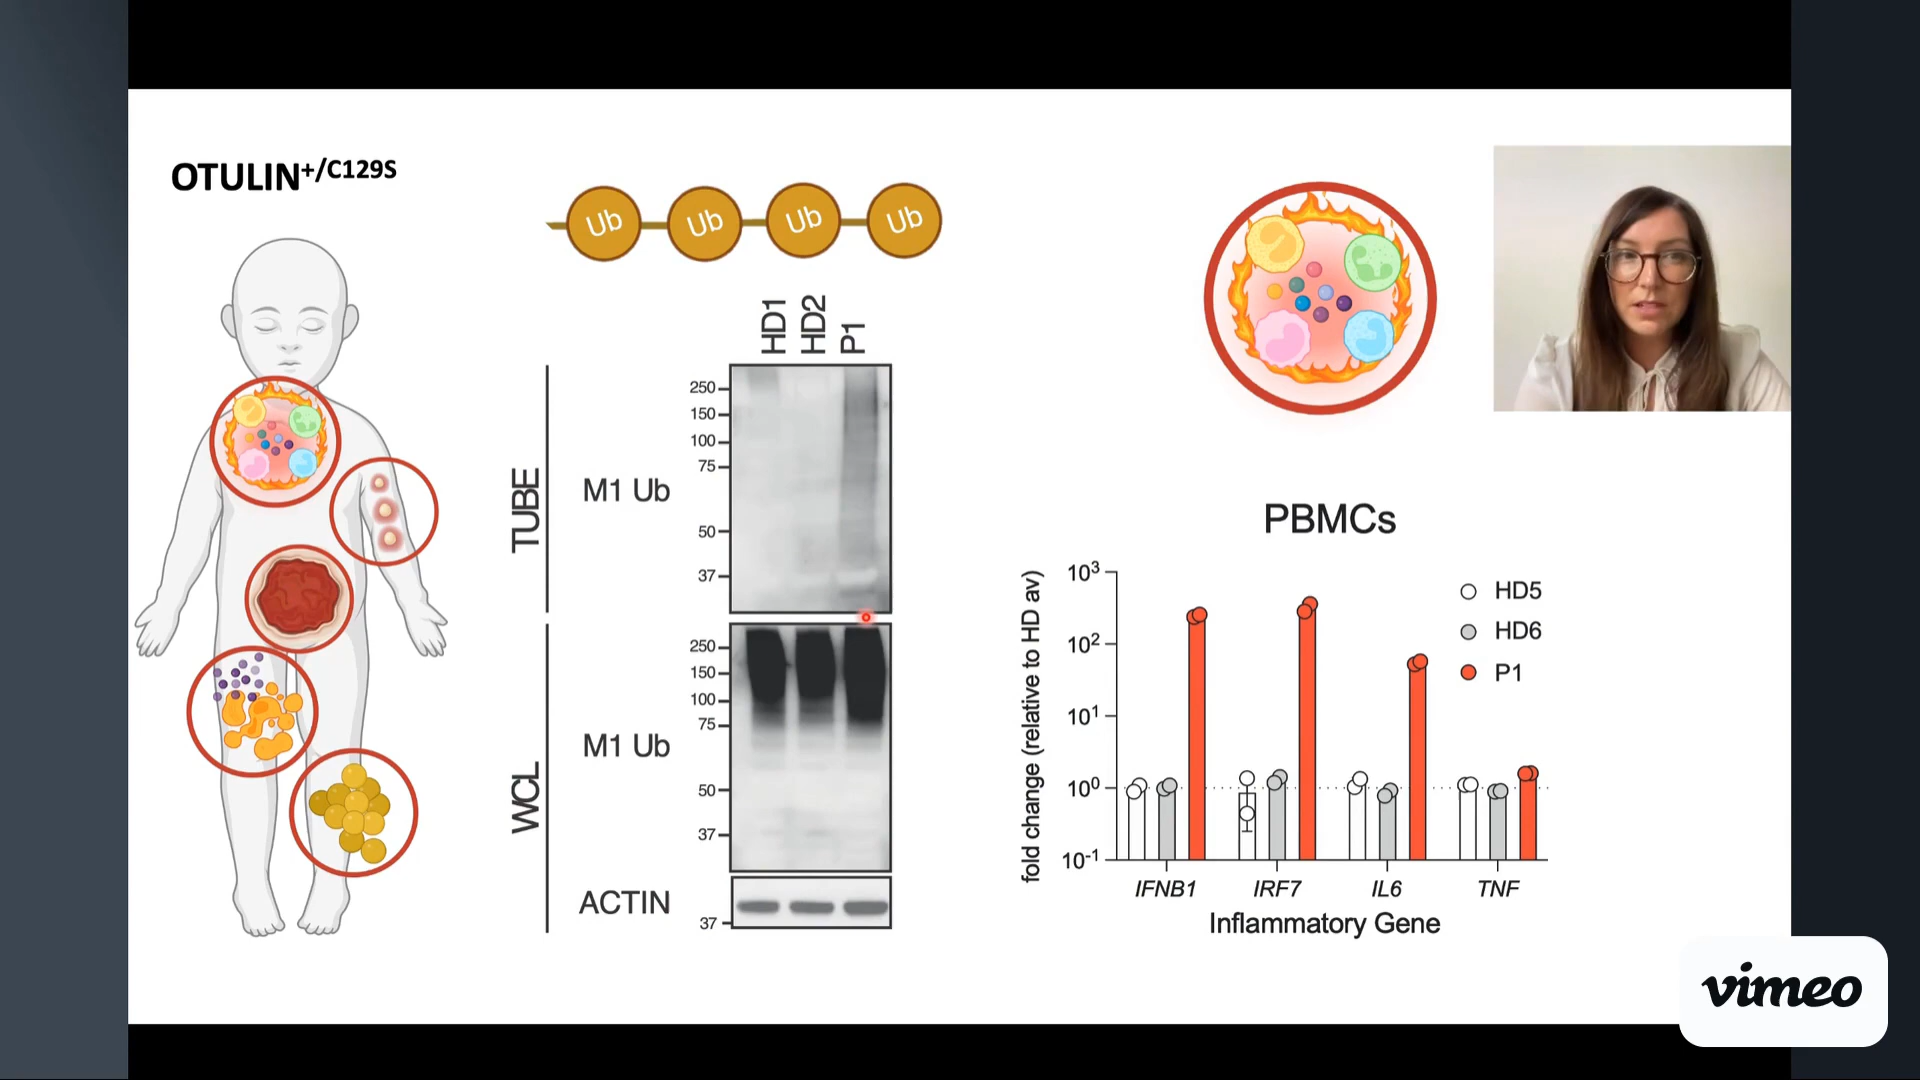 OTULIN+/C129S
Ub Ub Ub Ub
HD1 HD2 P1
TUBE
M1 Ub
250
150
100
75
50
37
WCL
M1 Ub
250
150
100
75
50
37
ACTIN
37
PBMCs
fold change (relative to HD av)
10³
10²
10¹
10⁰
10⁻¹
HD5
HD6
P1
IFNB1 IRF7 IL6 TNF
Inflammatory Gene
vimeo